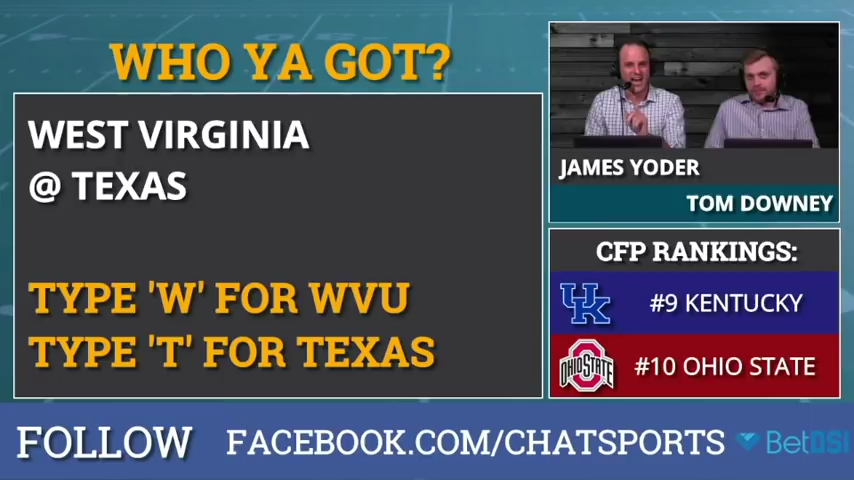 WHO YA GOT?
WEST VIRGINIA
@ TEXAS
TYPE 'W' FOR WVU
TYPE 'T' FOR TEXAS
JAMES YODER
TOM DOWNEY
CFP RANKINGS:
UK
#9 KENTUCKY
OHIO STATE
#10 OHIO STATE
FOLLOW
FACEBOOK.COM/CHATSPORTS
BetDSI